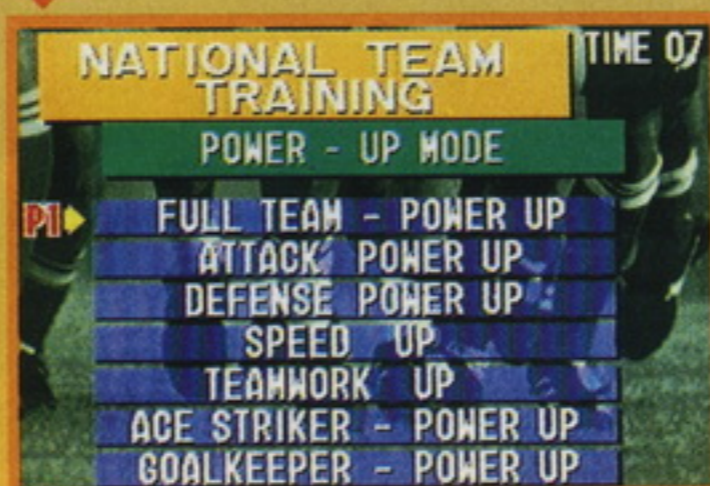 NATIONAL TEAM
TRAINING
TIME 07
POWER - UP MODE
P1
FULL TEAM - POWER UP
ATTACK POWER UP
DEFENSE POWER UP
SPEED UP
TEAMWORK UP
ACE STRIKER - POWER UP
GOALKEEPER - POWER UP